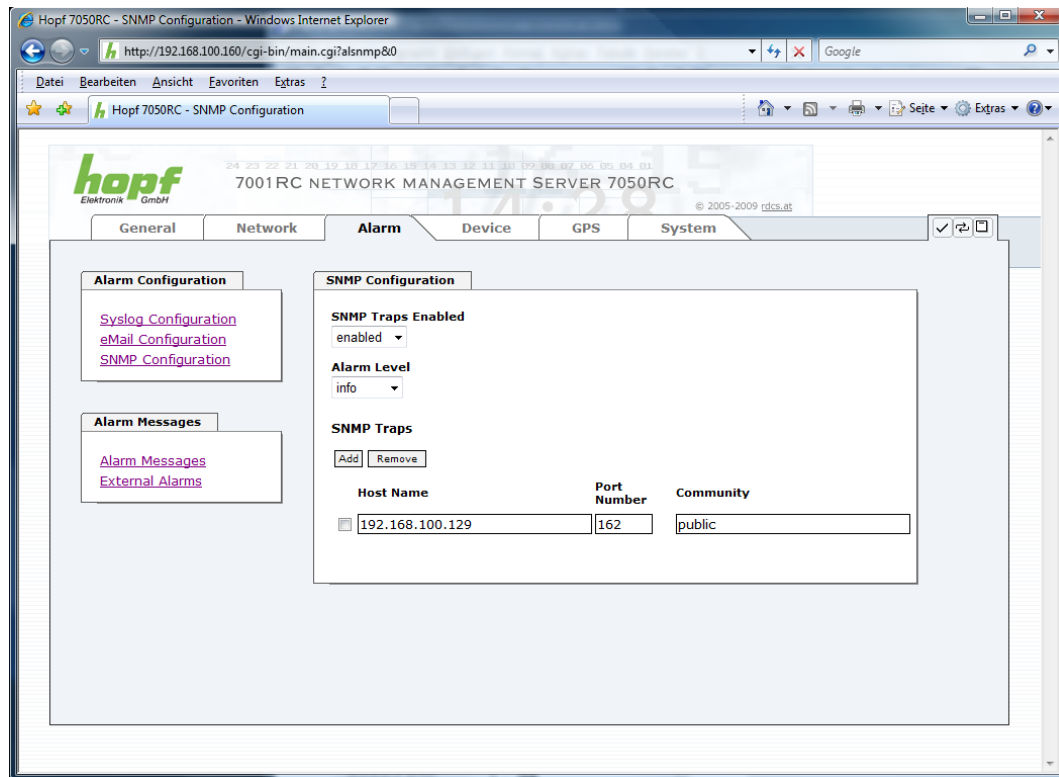 Hopf 7050RC - SNMP Configuration - Windows Internet Explorer
http://192.168.100.160/cgi-bin/main.cgi?alsnmp&0
Google
Datei Bearbeiten Ansicht Favoriten Extras ?
Hopf 7050RC - SNMP Configuration
Seite Extras
24 23 22 21 20 19 18 17 16 15 14 13 12 11 10 09 08 07 06 05 04 01
hopf
Elektronik GmbH
7001RC NETWORK MANAGEMENT SERVER 7050RC
14:28
© 2005-2009 rdcs.at
General Network Alarm Device GPS System
Alarm Configuration
Syslog Configuration
eMail Configuration
SNMP Configuration
Alarm Messages
Alarm Messages
External Alarms
SNMP Configuration
SNMP Traps Enabled
enabled
Alarm Level
info
SNMP Traps
Add Remove
Host Name Port Number Community
192.168.100.129 162 public